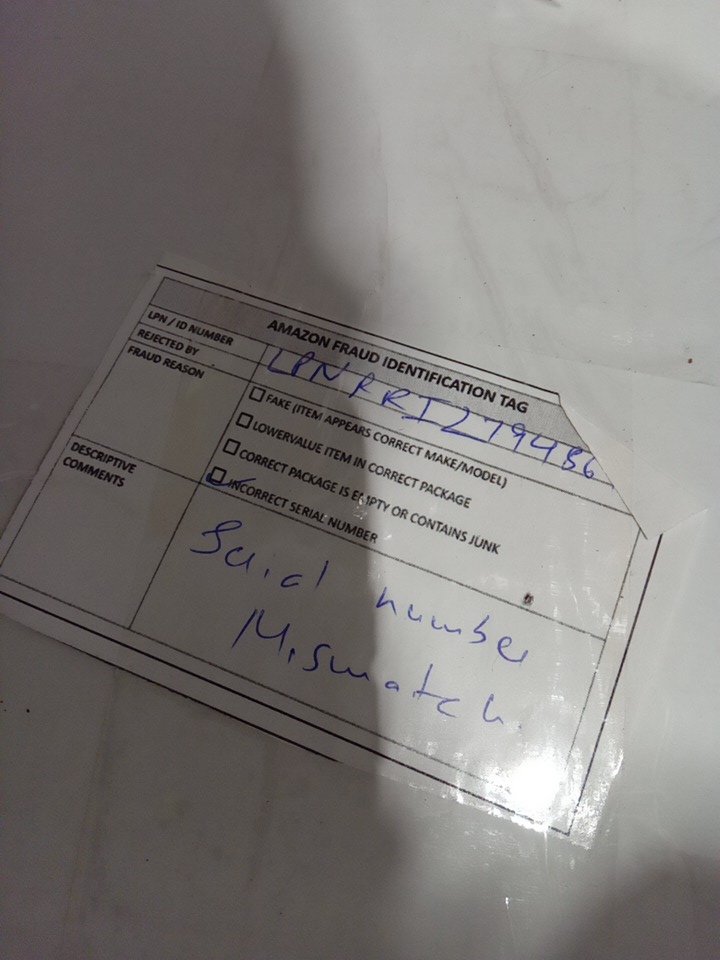 AMAZON FRAUD IDENTIFICATION TAG
LPN / ID NUMBER LPNRRIZ79486
REJECTED BY
FRAUD REASON
☐ FAKE (ITEM APPEARS CORRECT MAKE/MODEL)
☐ LOWERVALUE ITEM IN CORRECT PACKAGE
☐ CORRECT PACKAGE IS EMPTY OR CONTAINS JUNK
☑ INCORRECT SERIAL NUMBER
DESCRIPTIVE
COMMENTS
Serial number
Mismatch.